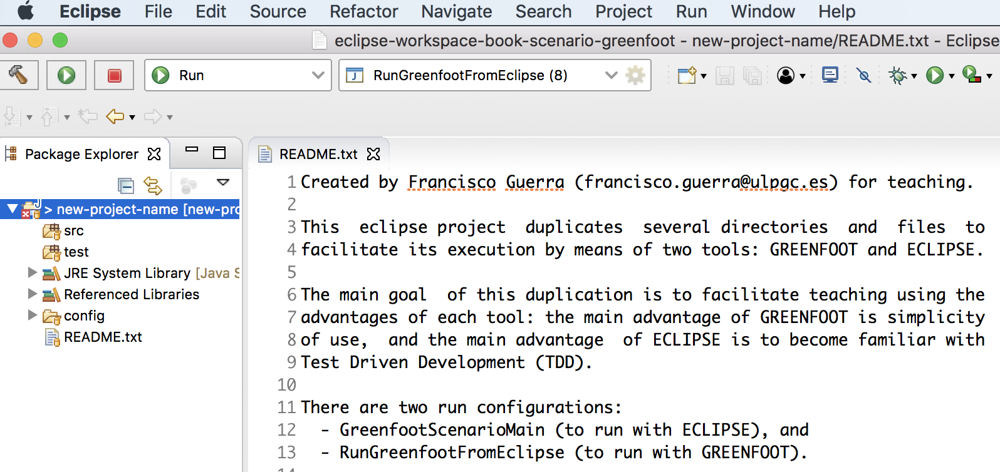 Eclipse File Edit Source Refactor Navigate Search Project Run Window Help
eclipse-workspace-book-scenario-greenfoot - new-project-name/README.txt - Eclipse
Run
RunGreenfootFromEclipse (8)
Package Explorer
> new-project-name [new-pro
src
test
JRE System Library [Java S
Referenced Libraries
config
README.txt
README.txt
1 Created by Francisco Guerra (francisco.guerra@ulpgc.es) for teaching.
2
3 This eclipse project duplicates several directories and files to
4 facilitate its execution by means of two tools: GREENFOOT and ECLIPSE.
5
6 The main goal of this duplication is to facilitate teaching using the
7 advantages of each tool: the main advantage of GREENFOOT is simplicity
8 of use, and the main advantage of ECLIPSE is to become familiar with
9 Test Driven Development (TDD).
10
11 There are two run configurations:
12 - GreenfootScenarioMain (to run with ECLIPSE), and
13 - RunGreenfootFromEclipse (to run with GREENFOOT).